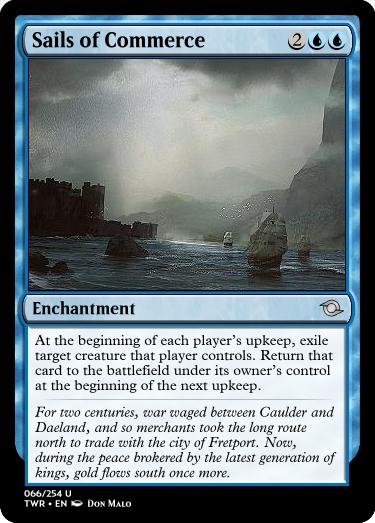 Sails of Commerce 2
Enchantment
At the beginning of each player's upkeep, exile
target creature that player controls. Return that
card to the battlefield under its owner's control
at the beginning of the next upkeep.
For two centuries, war waged between Caulder and
Daeland, and so merchants took the long route
north to trade with the city of Fretport. Now,
during the peace brokered by the latest generation of
kings, gold flows south once more.
066/254 U
TWR • EN Don Malo